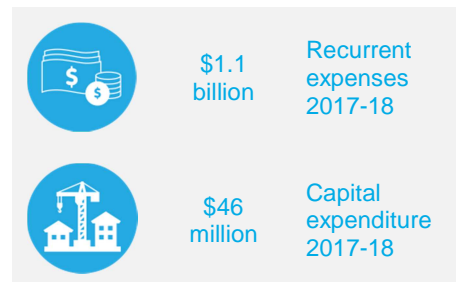 $
$
$1.1
billion
Recurrent
expenses
2017-18
$46
million
Capital
expenditure
2017-18